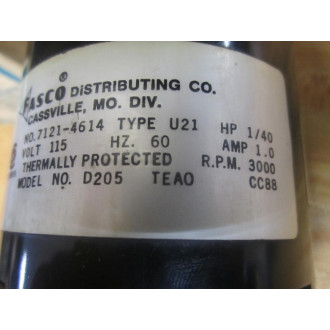 FASCO® DISTRIBUTING CO.
CASSVILLE, MO. DIV.
NO. 7121-4614 TYPE U21 HP 1/40
VOLT 115 HZ. 60 AMP 1.0
THERMALLY PROTECTED R.P.M. 3000
MODEL NO. D205 TEAO CC88